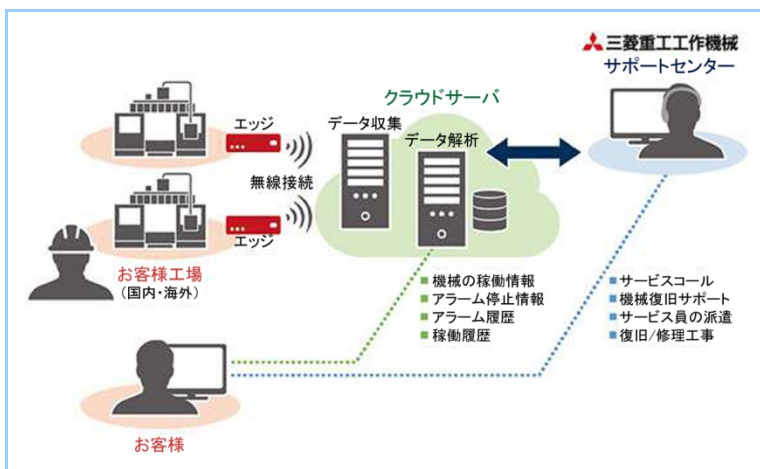 三菱重工工作機械
サポートセンター
クラウドサーバ
エッジ
データ収集
データ解析
無線接続
エッジ
お客様工場
(国内・海外)
■機械の稼働情報
■アラーム停止情報
■アラーム履歴
■稼働履歴
■サービスコール
■機械復旧サポート
■サービス員の派遣
■復旧/修理工事
お客様